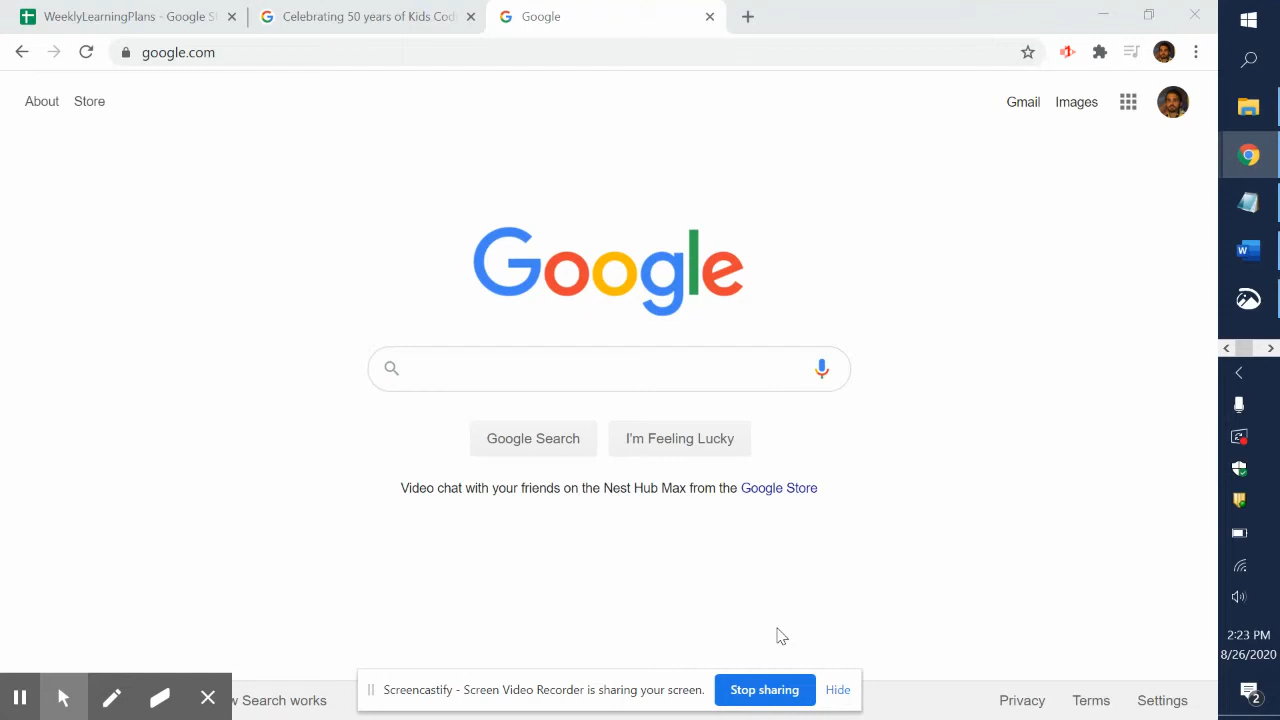 WeeklyLearningPlans - Google S
Celebrating 50 years of Kids Co
Google
google.com
About
Store
Gmail
Images
Google
Google Search
I'm Feeling Lucky
Video chat with your friends on the Nest Hub Max from the Google Store
Screencastify - Screen Video Recorder is sharing your screen.
Stop sharing
Hide
w Search works
Privacy
Terms
Settings
2:23 PM
8/26/2020
2